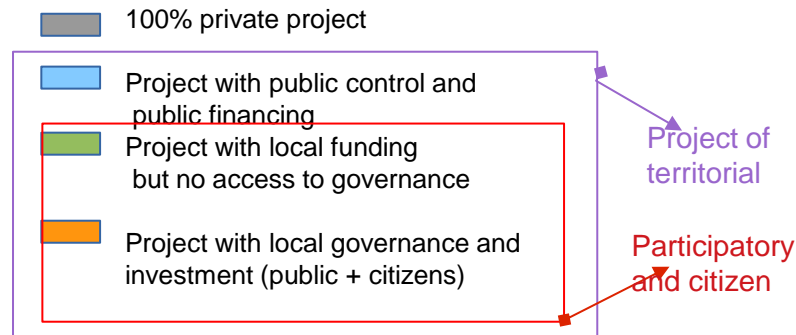 100% private project
Project with public control and
public financing
Project with local funding
but no access to governance
Project with local governance and
investment (public + citizens)
Project of
territorial
Participatory
and citizen